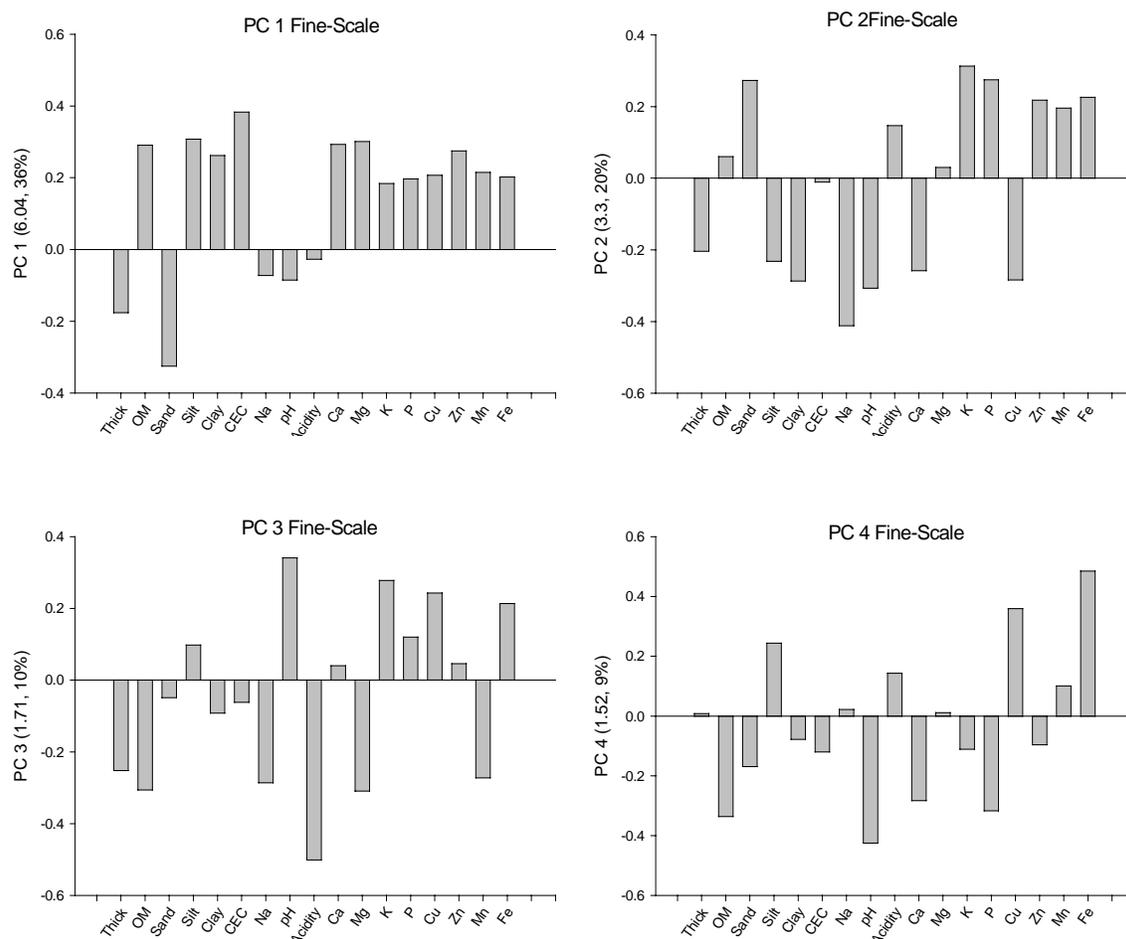 PC 1 Fine-Scale
PC 1 (6.04, 36%)
0.6
0.4
0.2
0.0
-0.2
-0.4
Thick OM Sand Silt Clay CEC Na pH Acidity Ca Mg K P Cu Zn Mn Fe
PC 2Fine-Scale
PC 2 (3.3, 20%)
0.4
0.2
0.0
-0.2
-0.4
-0.6
Thick OM Sand Silt Clay CEC Na pH Acidity Ca Mg K P Cu Zn Mn Fe
PC 3 Fine-Scale
PC 3 (1.71, 10%)
0.4
0.2
0.0
-0.2
-0.4
-0.6
Thick OM Sand Silt Clay CEC Na pH Acidity Ca Mg K P Cu Zn Mn Fe
PC 4Fine-Scale
PC 4 (1.52, 9%)
0.6
0.4
0.2
0.0
-0.2
-0.4
-0.6
Thick OM Sand Silt Clay CEC Na pH Acidity Ca Mg K P Cu Zn Mn Fe